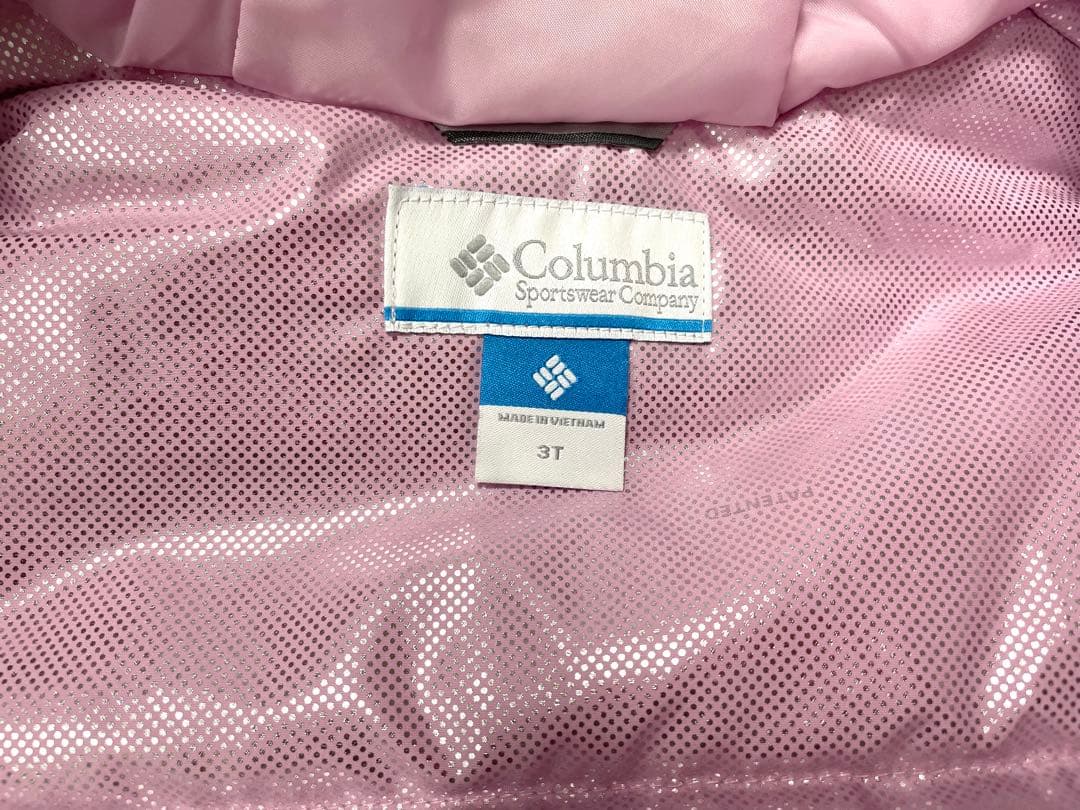 Columbia
Sportswear Company
MADE IN VIETNAM
3T
PATENTED